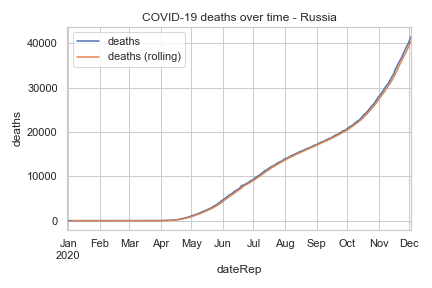 COVID-19 deaths over time - Russia
deaths
deaths (rolling)
40000
30000
20000
10000
0
deaths
Jan Feb Mar Apr May Jun Jul Aug Sep Oct Nov Dec
2020
dateRep